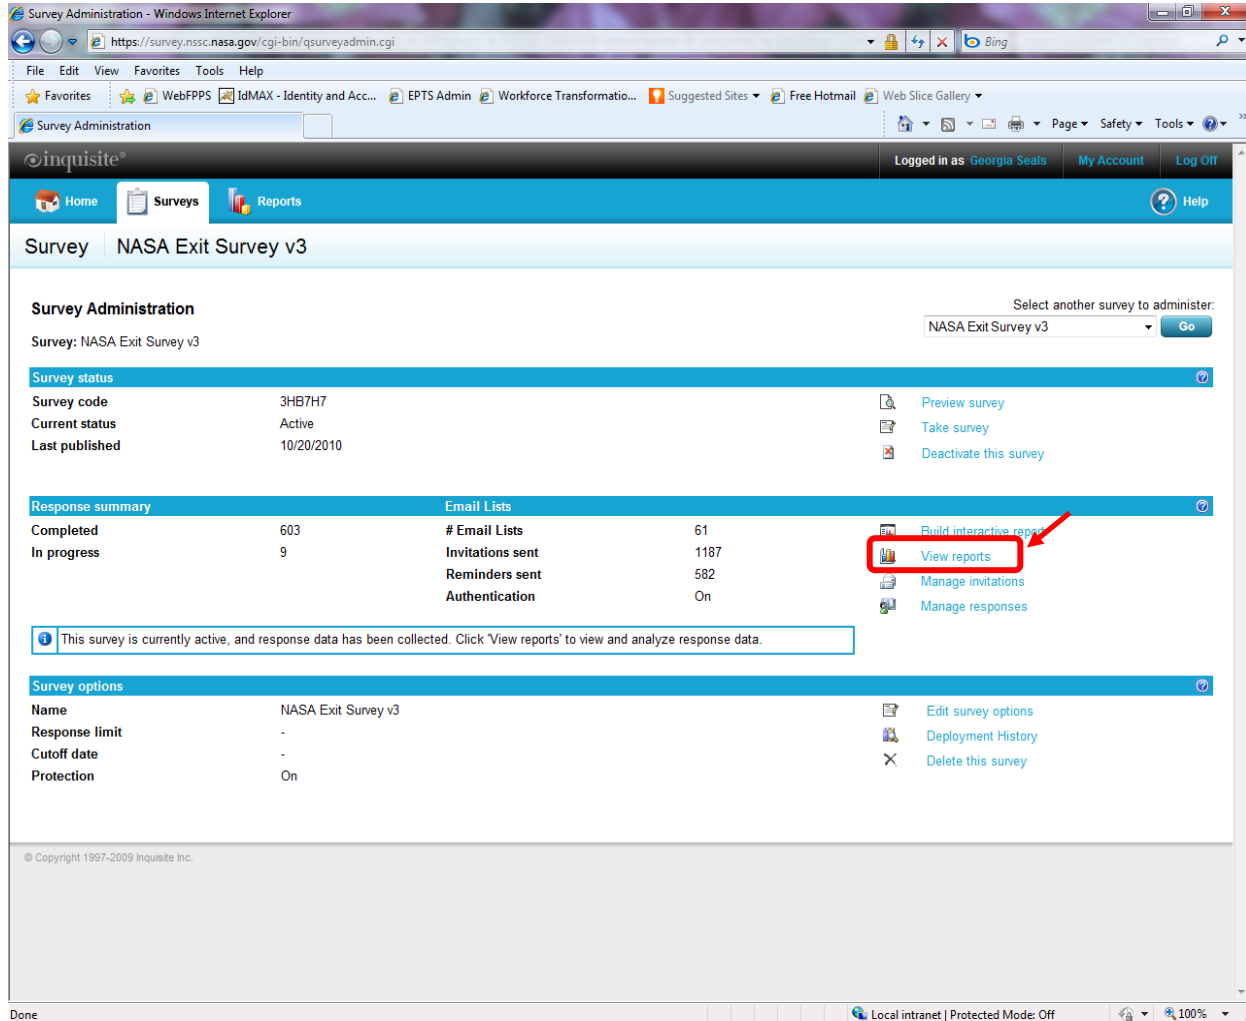 Survey Administration - Windows Internet Explorer
https://survey.nssc.nasa.gov/cgi-bin/qsurveyadmin.cgi
Bing
File Edit View Favorites Tools Help
Favorites WebFPPS IdMAX - Identity and Acc... EPTS Admin Workforce Transformatio... Suggested Sites Free Hotmail Web Slice Gallery
Survey Administration
Page Safety Tools
inquisite®
Logged in as Georgia Seals My Account Log Off
Home Surveys Reports Help
Survey NASA Exit Survey v3
Survey Administration
Select another survey to administer:
NASA Exit Survey v3 Go
Survey: NASA Exit Survey v3
Survey status
Survey code 3HB7H7 Preview survey
Current status Active Take survey
Last published 10/20/2010 Deactivate this survey
Response summary Email Lists
Completed 603 # Email Lists 61 Build interactive report
In progress 9 Invitations sent 1187 View reports
Reminders sent 582 Manage invitations
Authentication On Manage responses
This survey is currently active, and response data has been collected. Click 'View reports' to view and analyze response data.
Survey options
Name NASA Exit Survey v3 Edit survey options
Response limit - Deployment History
Cutoff date - Delete this survey
Protection On
© Copyright 1997-2009 Inquisite Inc.
Done Local intranet | Protected Mode: Off 100%